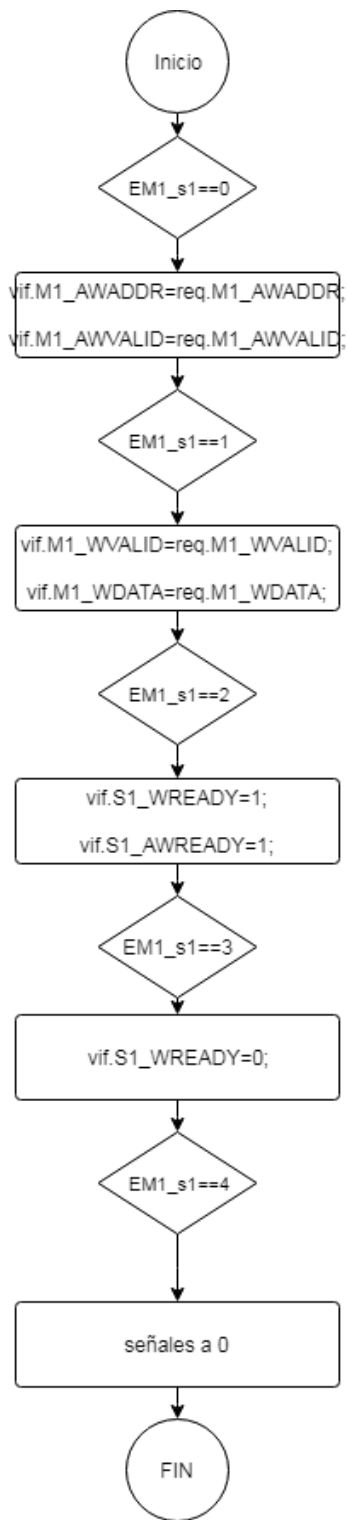 Inicio
EM1_s1==0
vif.M1_AWADDR=req.M1_AWADDR;
vif.M1_AWVALID=req.M1_AWVALID;
EM1_s1==1
vif.M1_WVALID=req.M1_WVALID;
vif.M1_WDATA=req.M1_WDATA;
EM1_s1==2
vif.S1_WREADY=1;
vif.S1_AWREADY=1;
EM1_s1==3
vif.S1_WREADY=0;
EM1_s1==4
señales a 0
FIN